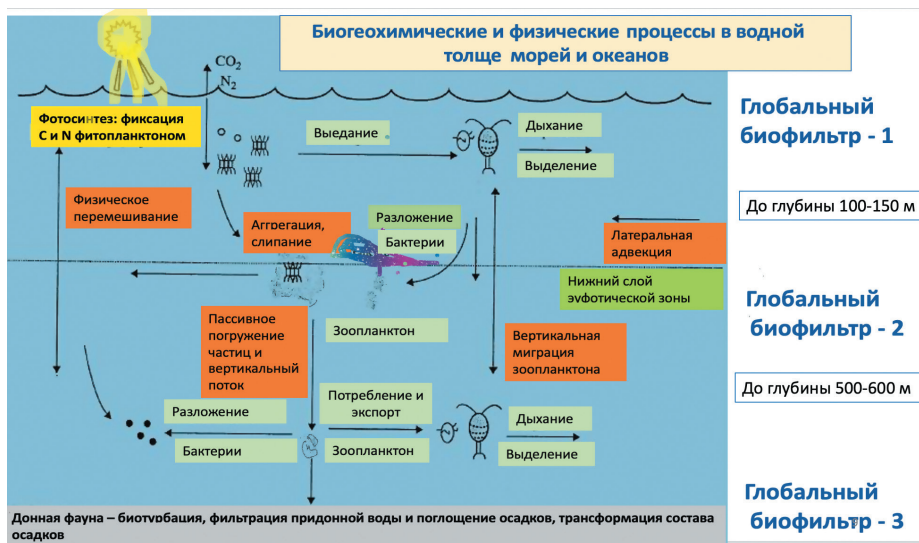 Биогеохимические и физические процессы в водной
толще морей и океанов
CO2
N2
Фотосинтез: фиксация
C и N фитопланктоном
Выедание
Дыхание
Выделение
Глобальный
биофильтр - 1
Физическое
перемешивание
До глубины 100-150 м
Аггрегация,
слипание
Разложение
Бактерии
Латеральная
адвекция
Нижний слой
эуфотической зоны
Глобальный
биофильтр - 2
Пассивное
погружение
частиц и
вертикальный
поток
Зоопланктон
Вертикальная
миграция
зоопланктона
До глубины 500-600 м
Разложение
Бактерии
Потребление и
экспорт
Зоопланктон
Дыхание
Выделение
Глобальный
биофильтр - 3
Донная фауна – биотурбация, фильтрация придонной воды и поглощение осадков, трансформация состава
осадков